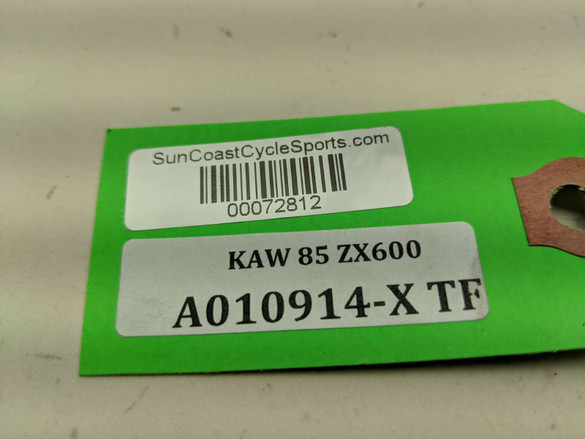 SunCoastCycleSports.com
00072812
KAW 85 ZX600
A010914-X TF